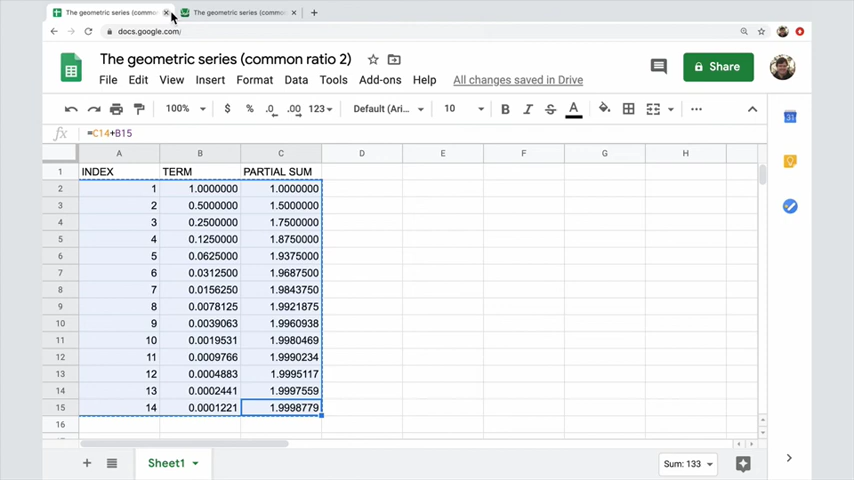 The geometric series (commo
The geometric series (commo
docs.google.com/
The geometric series (common ratio 2)
File Edit View Insert Format Data Tools Add-ons Help All changes saved in Drive
Share
100% $ % .0 .00 123 Default (Ari... 10 B I S A
fx =C14+B15
A B C D E F G H
1 INDEX TERM PARTIAL SUM
2 1 1.0000000 1.0000000
3 2 0.5000000 1.5000000
4 3 0.2500000 1.7500000
5 4 0.1250000 1.8750000
6 5 0.0625000 1.9375000
7 6 0.0312500 1.9687500
8 7 0.0156250 1.9843750
9 8 0.0078125 1.9921875
10 9 0.0039063 1.9960938
11 10 0.0019531 1.9980469
12 11 0.0009766 1.9990234
13 12 0.0004883 1.9995117
14 13 0.0002441 1.9997559
15 14 0.0001221 1.9998779
16
Sheet1
Sum: 133
31